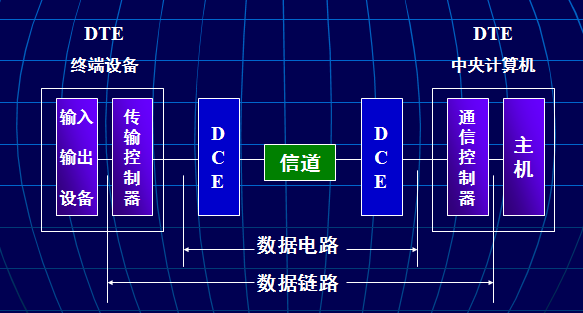 DTE
终端设备
DTE
中央计算机
输入
输出
设备
传输控制器
DCE
信道
DCE
通信控制器
主机
数据电路
数据链路